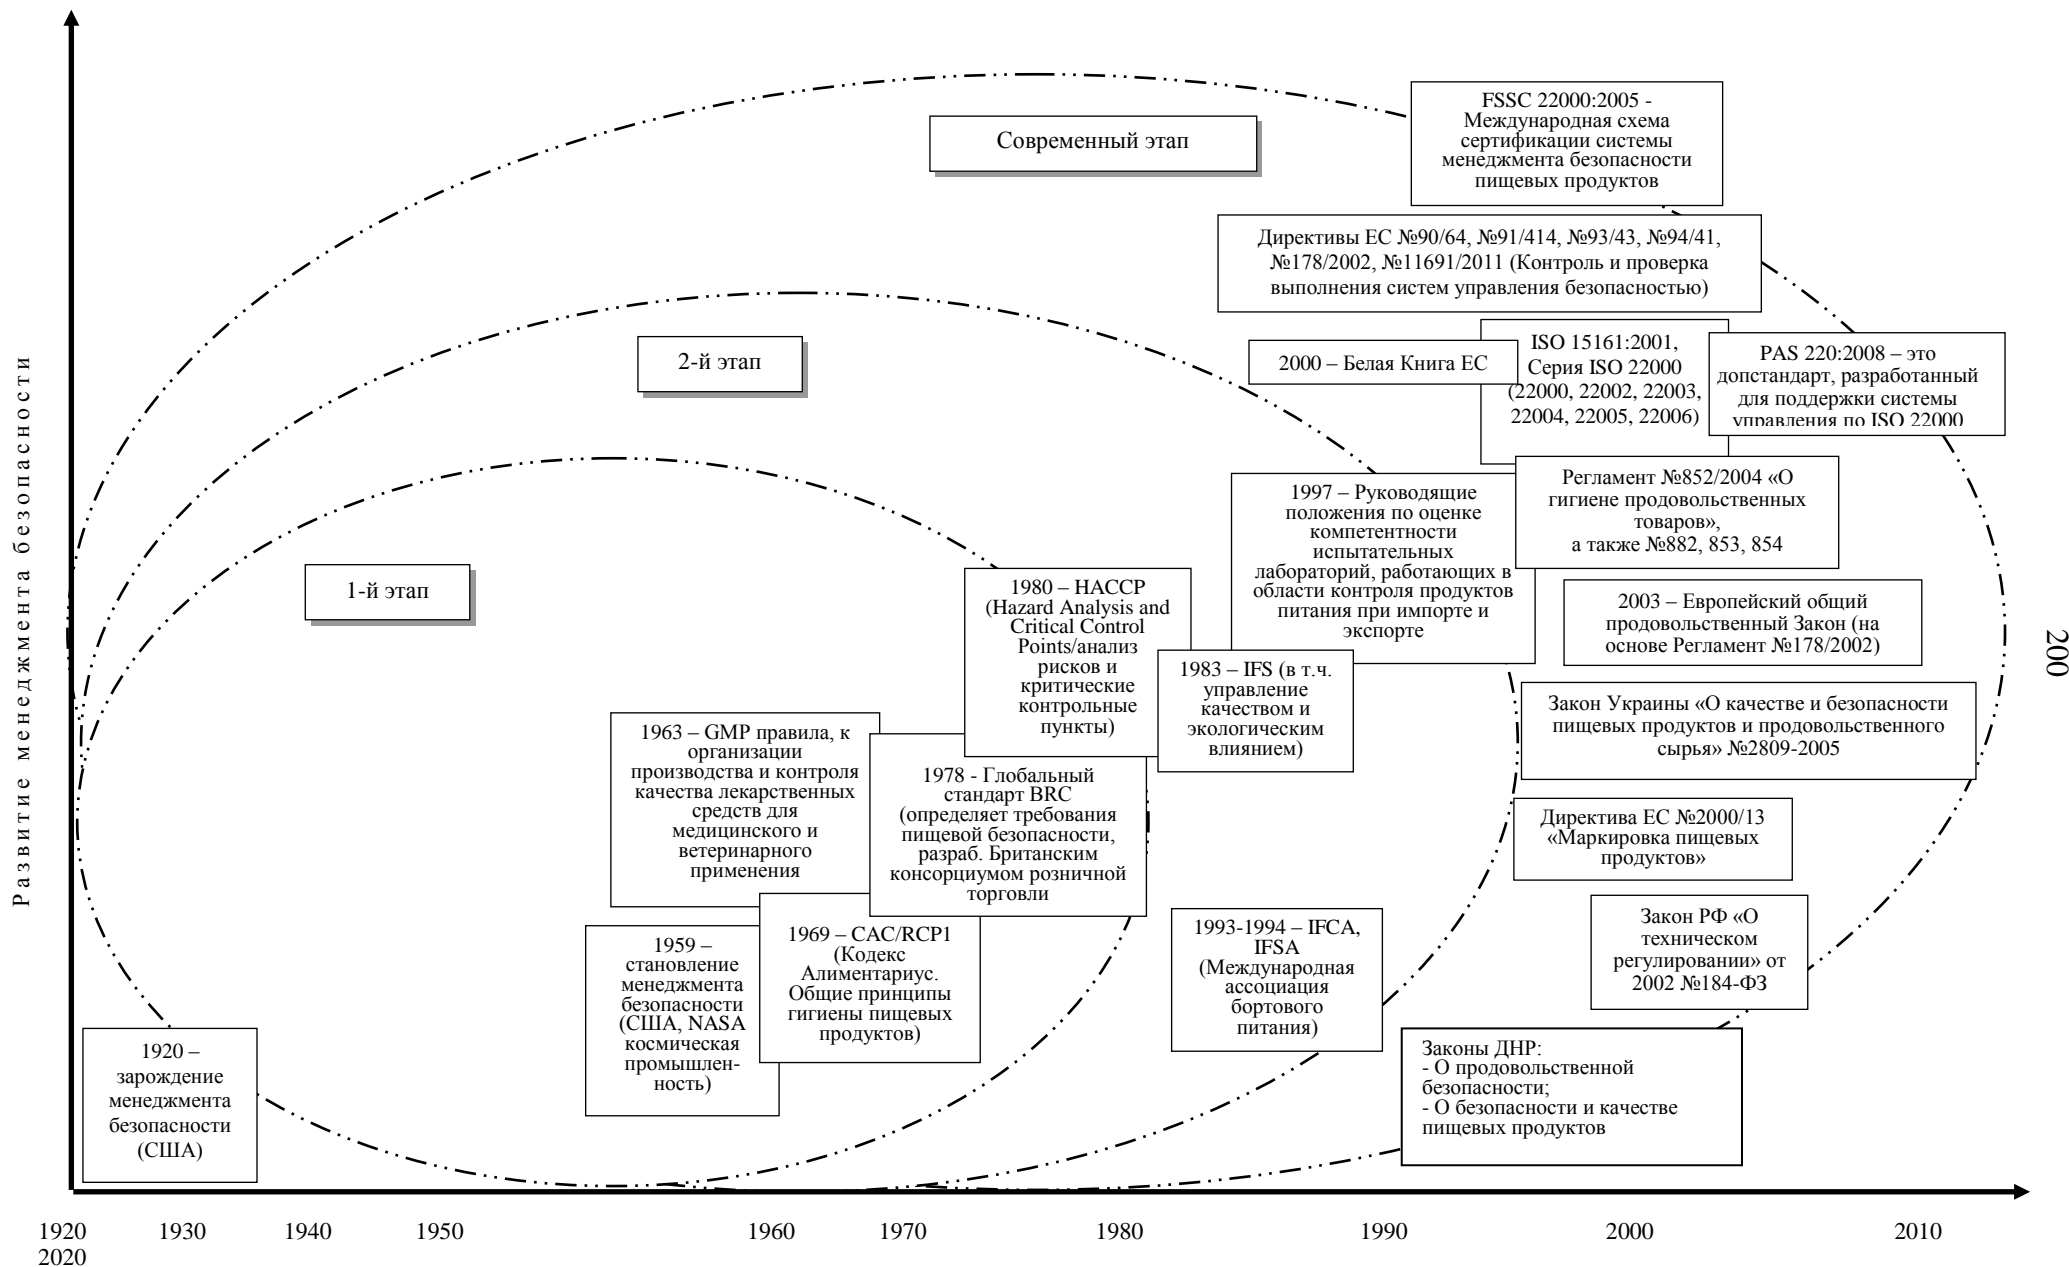 Развитие менеджмента безопасности
Современный этап
FSSC 22000:2005 -
Международная схема
сертификации системы
менеджмента безопасности
пищевых продуктов
Директивы ЕС №90/64, №91/414, №93/43, №94/41,
№178/2002, №11691/2011 (Контроль и проверка
выполнения систем управления безопасностью)
2-й этап
2000 – Белая Книга ЕС
ISO 15161:2001,
Серия ISO 22000
(22000, 22002, 22003,
22004, 22005, 22006)
PAS 220:2008 – это
допстандарт, разработанный
для поддержки системы
управления по ISO 22000
1997 – Руководящие
положения по оценке
компетентности
испытательных
лабораторий, работающих в
области контроля продуктов
питания при импорте и
экспорте
Регламент №852/2004 «О
гигиене продовольственных
товаров»,
а также №882, 853, 854
1-й этап
1980 – HACCP
(Hazard Analysis and
Critical Control
Points/анализ
рисков и
критические
контрольные
пункты)
2003 – Европейский общий
продовольственный Закон (на
основе Регламент №178/2002)
200
1983 – IFS (в т.ч.
управление
качеством и
экологическим
влиянием)
Закон Украины «О качестве и безопасности
пищевых продуктов и продовольственного
сырья» №2809-2005
1963 – GMP правила, к
организации
производства и контроля
качества лекарственных
средств для
медицинского и
ветеринарного
применения
1978 - Глобальный
стандарт BRC
(определяет требования
пищевой безопасности,
разраб. Британским
консорциумом розничной
торговли
Директива ЕС №2000/13
«Маркировка пищевых
продуктов»
1959 –
становление
менеджмента
безопасности
(США, NASA
космическая
промышлен-
ность)
1969 – CAC/RCP1
(Кодекс
Алиментариус.
Общие принципы
гигиены пищевых
продуктов)
1993-1994 – IFCA,
IFSA
(Международная
ассоциация
бортового
питания)
Закон РФ «О
техническом
регулировании» от
2002 №184-ФЗ
1920 –
зарождение
менеджмента
безопасности
(США)
Законы ДНР:
- О продовольственной
безопасности;
- О безопасности и качестве
пищевых продуктов
1920 1930 1940 1950 1960 1970 1980 1990 2000 2010
2020